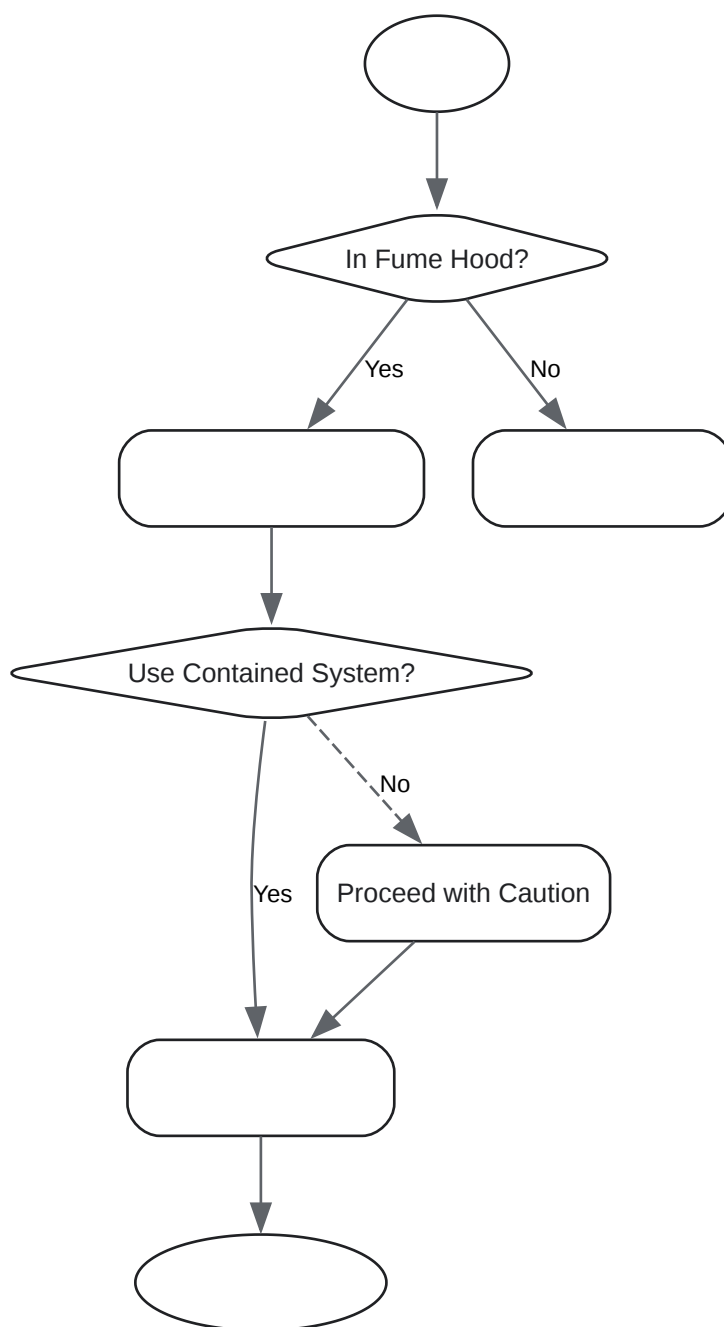 In Fume Hood?
Yes
No
Use Contained System?
No
Proceed with Caution
Yes